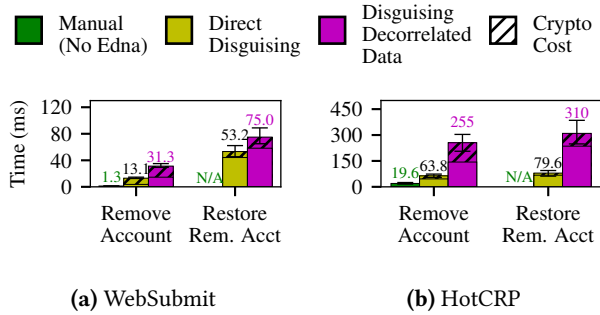 Manual
(No Edna)
Direct
Disguising
Disguising
Decorrelated
Data
Crypto
Cost
Time (ms)
120
80
40
0
1.3
13.1
31.3
N/A
53.2
75.0
Remove
Account
Restore
Rem. Acct
450
300
150
0
19.6
63.8
255
N/A
79.6
310
Remove
Account
Restore
Rem. Acct
(a) WebSubmit
(b) HotCRP